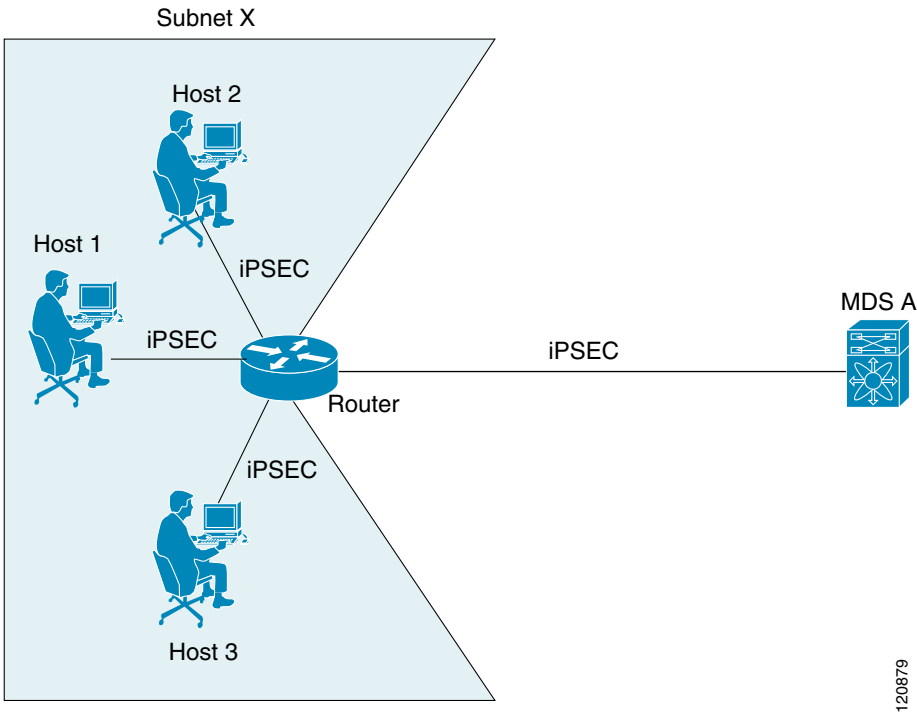 Subnet X
Host 2
Host 1
iPSEC
iPSEC
iPSEC
MDS A
Router
iPSEC
Host 3
120879